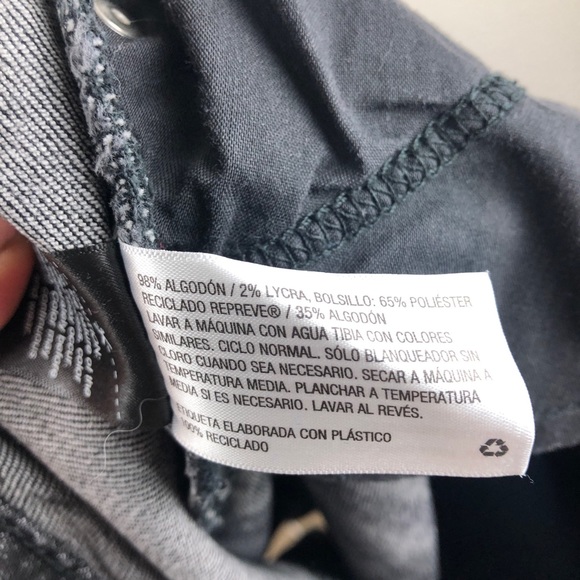 98% ALGODÓN / 2% LYCRA, BOLSILLO: 65% POLIÉSTER
RECICLADO REPREVE® / 35% ALGODÓN
LAVAR A MÁQUINA CON AGUA TIBIA CON COLORES
SIMILARES. CICLO NORMAL. SÓLO BLANQUEADOR SIN
CLORO CUANDO SEA NECESARIO. SECAR A MÁQUINA A
TEMPERATURA MEDIA. PLANCHAR A TEMPERATURA
MEDIA SI ES NECESARIO. LAVAR AL REVÉS.
ETIQUETA ELABORADA CON PLÁSTICO
100% RECICLADO